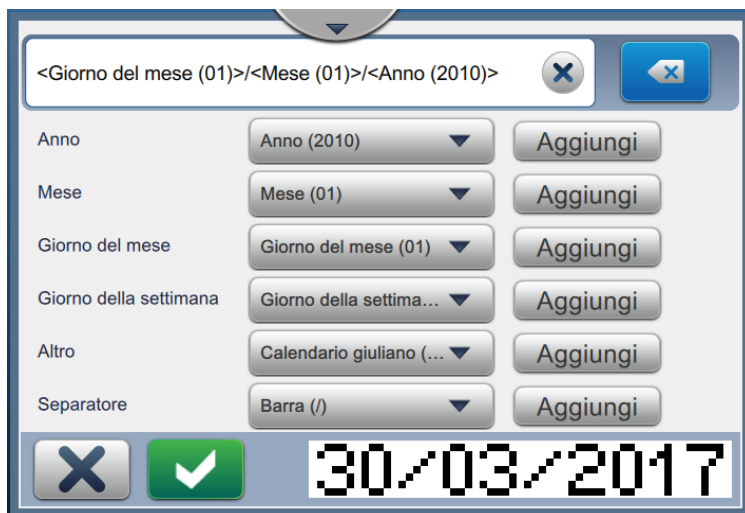 <Giorno del mese (01)>/<Mese (01)>/<Anno (2010)>
Anno Anno (2010) Aggiungi
Mese Mese (01) Aggiungi
Giorno del mese Giorno del mese (01) Aggiungi
Giorno della settimana Giorno della settima... Aggiungi
Altro Calendario giuliano (... Aggiungi
Separatore Barra (/) Aggiungi
30/03/2017